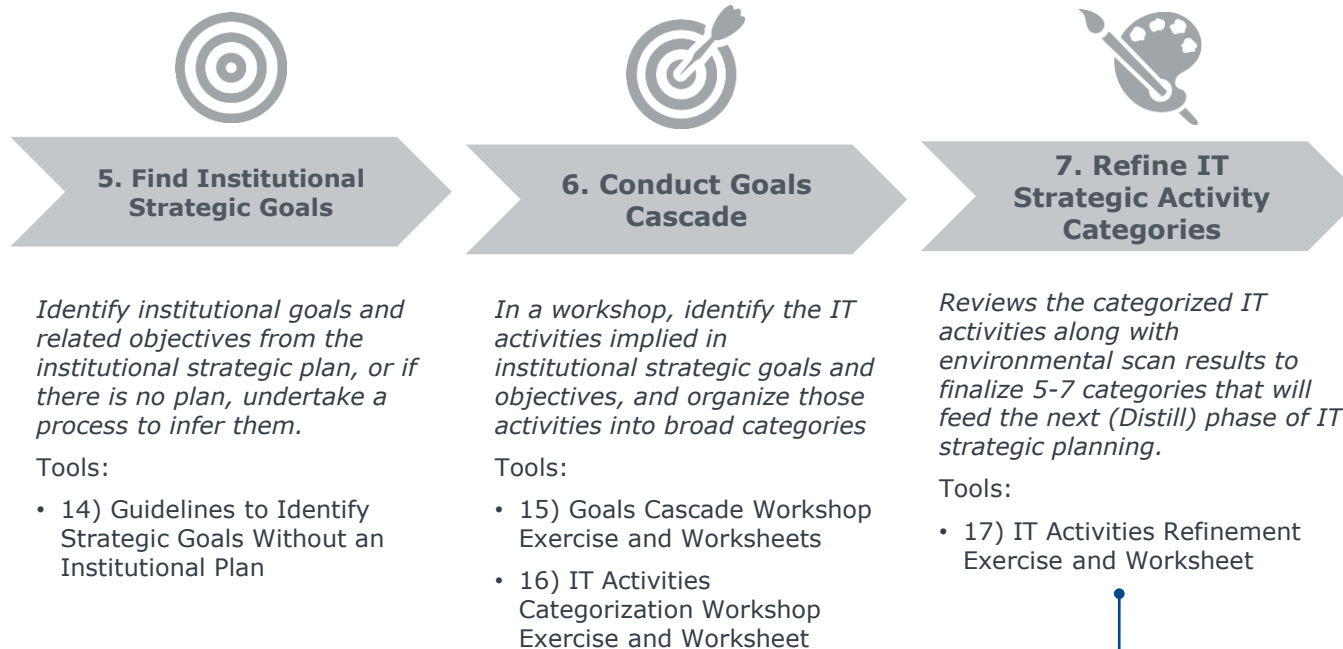 5. Find Institutional
Strategic Goals
Identify institutional goals and
related objectives from the
institutional strategic plan, or if
there is no plan, undertake a
process to infer them.
Tools:
• 14) Guidelines to Identify
Strategic Goals Without an
Institutional Plan
6. Conduct Goals
Cascade
In a workshop, identify the IT
activities implied in
institutional strategic goals and
objectives, and organize those
activities into broad categories
Tools:
• 15) Goals Cascade Workshop
Exercise and Worksheets
• 16) IT Activities
Categorization Workshop
Exercise and Worksheet
7. Refine IT
Strategic Activity
Categories
Reviews the categorized IT
activities along with
environmental scan results to
finalize 5-7 categories that will
feed the next (Distill) phase of IT
strategic planning.
Tools:
• 17) IT Activities Refinement
Exercise and Worksheet